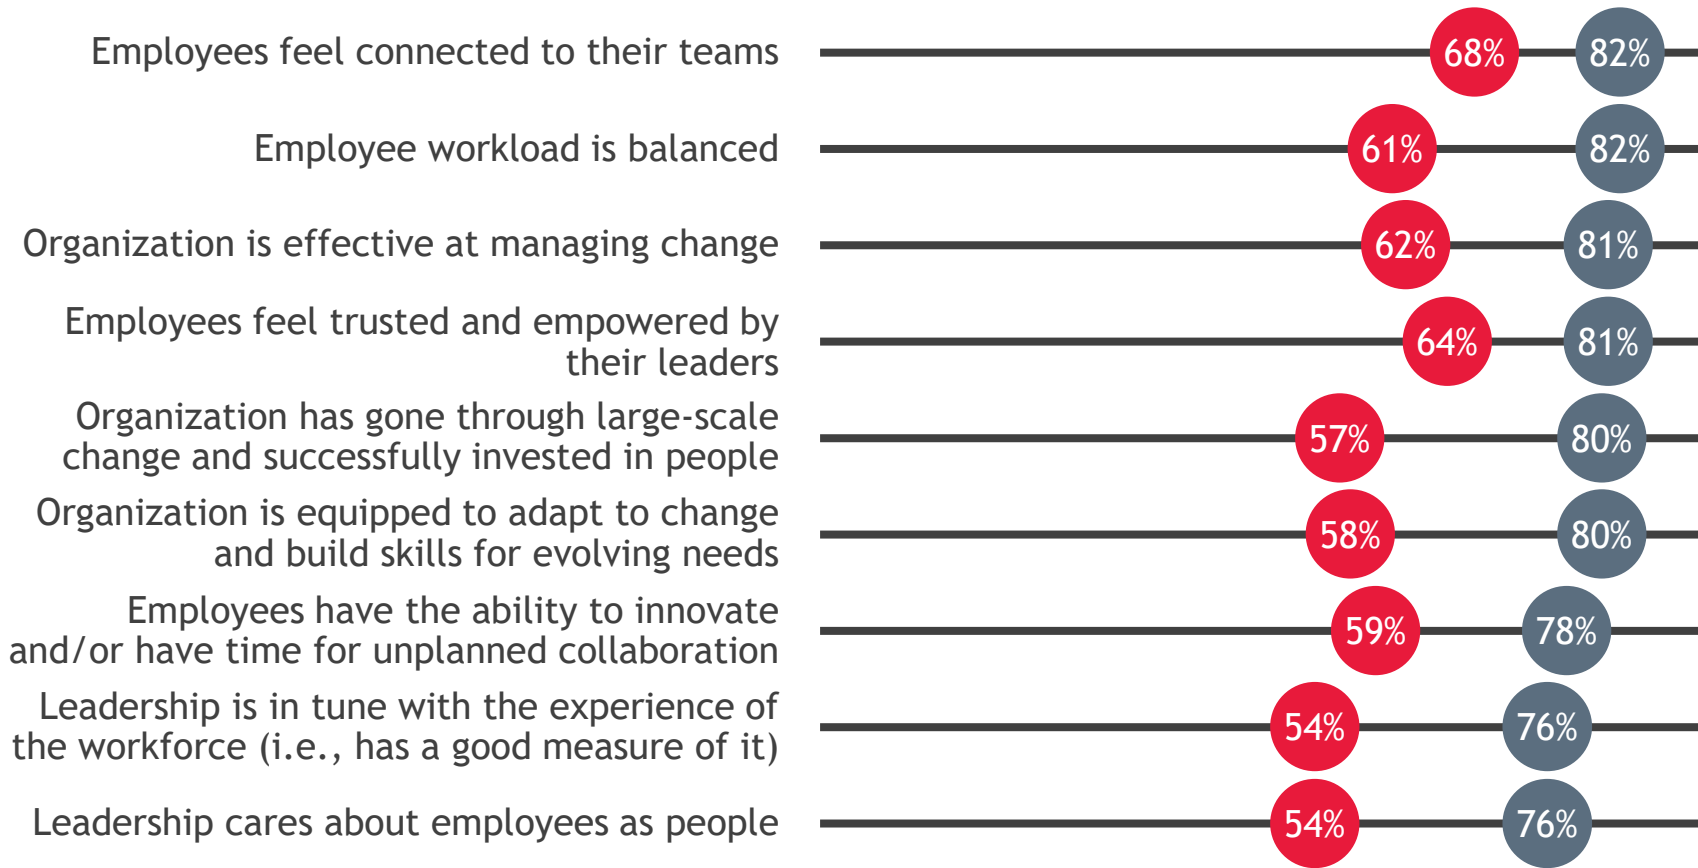 Employees feel connected to their teams 68% 82%
Employee workload is balanced 61% 82%
Organization is effective at managing change 62% 81%
Employees feel trusted and empowered by
their leaders 64% 81%
Organization has gone through large-scale
change and successfully invested in people 57% 80%
Organization is equipped to adapt to change
and build skills for evolving needs 58% 80%
Employees have the ability to innovate
and/or have time for unplanned collaboration 59% 78%
Leadership is in tune with the experience of
the workforce (i.e., has a good measure of it) 54% 76%
Leadership cares about employees as people 54% 76%